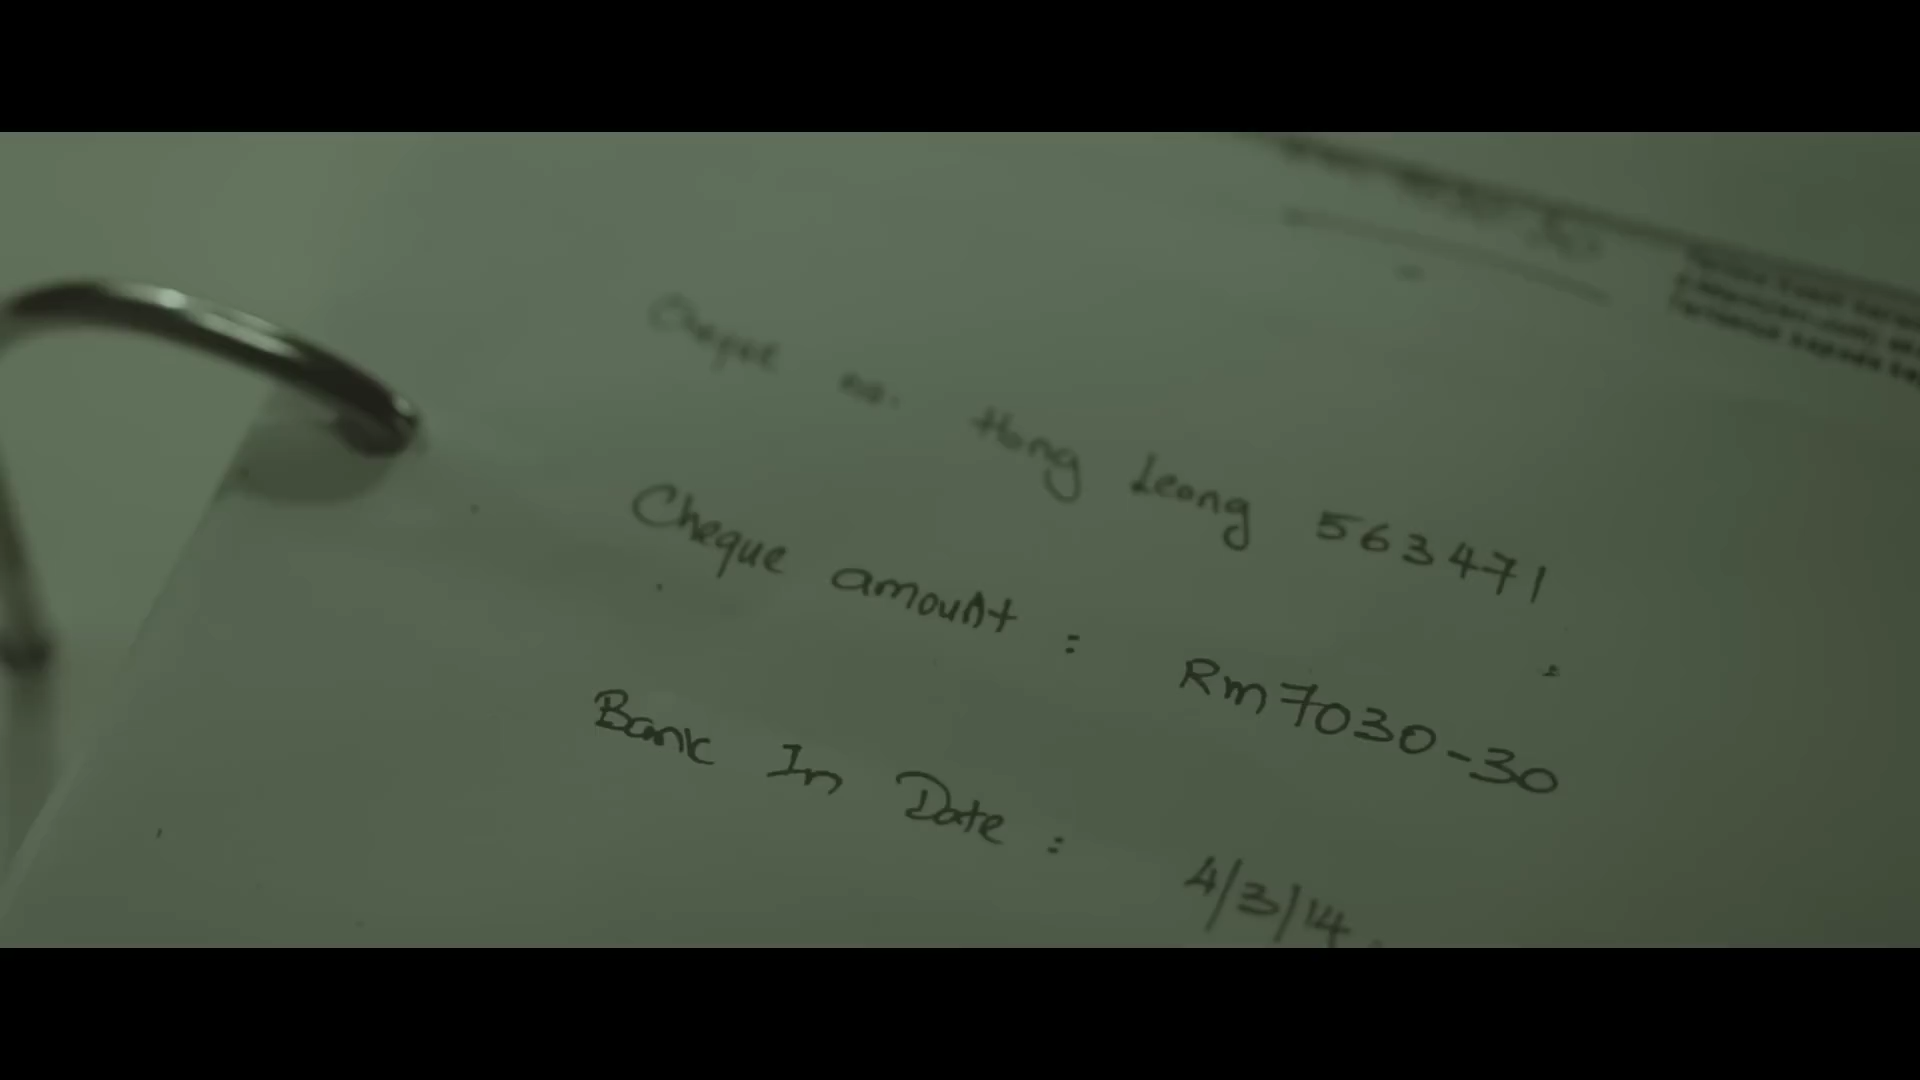 Cheque no. Hong Leong 563471
Cheque amount : Rm7030-30
Bank In Date : 4/3/14.